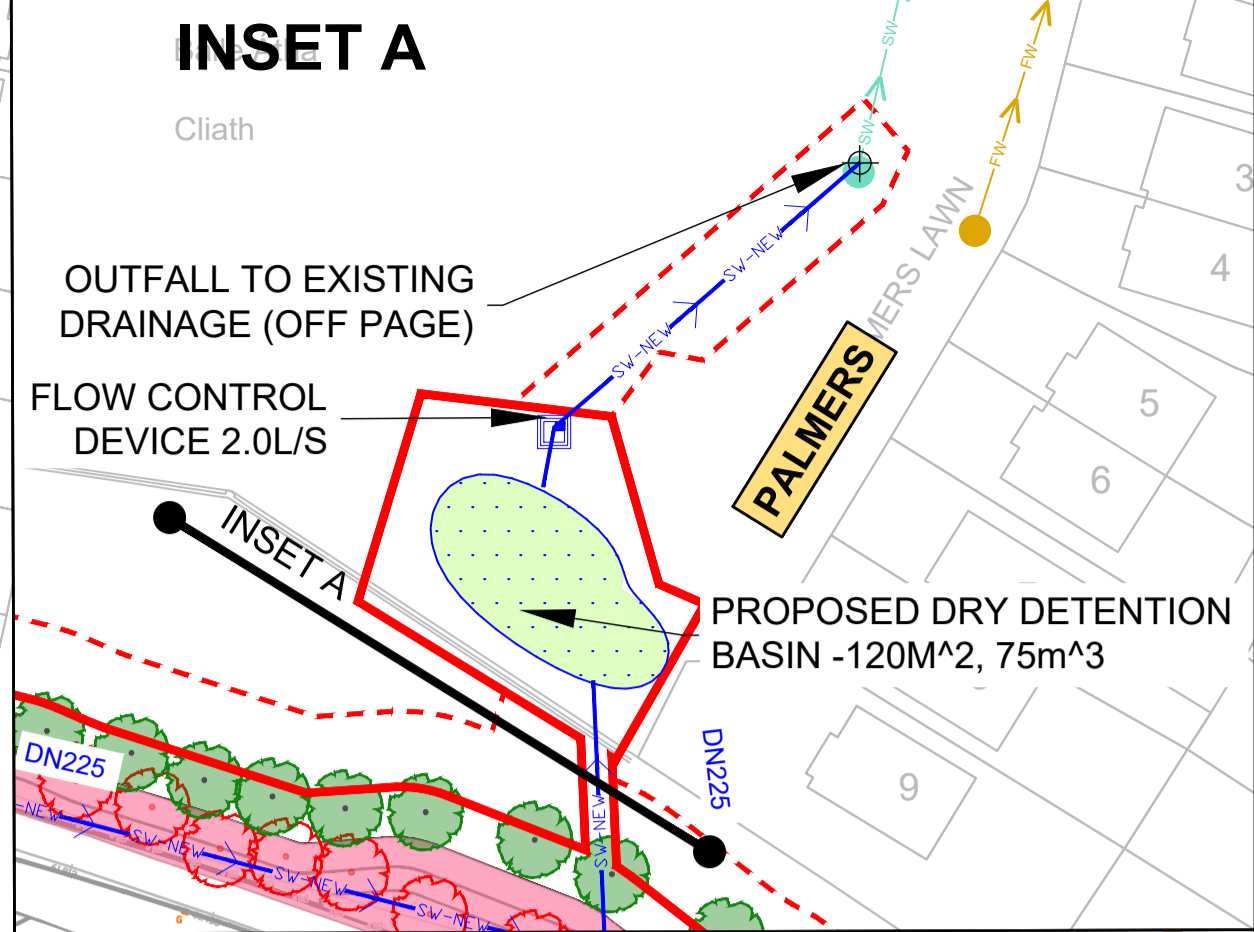 INSET A
Cliath
SW
SW
FW
FW
3
4
MERS LAWN
SW-NEW
SW-NEW
OUTFALL TO EXISTING
DRAINAGE (OFF PAGE)
FLOW CONTROL
DEVICE 2.0L/S
PALMERS
5
6
INSET A
PROPOSED DRY DETENTION
BASIN -120M^2, 75m^3
DN225
DN225
9
-NEW
SW-NEW
SW-NEW
SW-NEW
SW-NEW
G